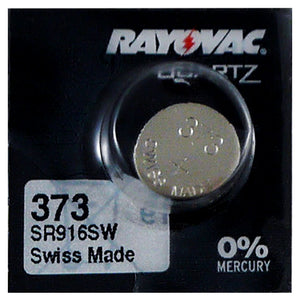 RAYOVAC
QUARTZ
373
SR916SW
Swiss Made
0%
MERCURY